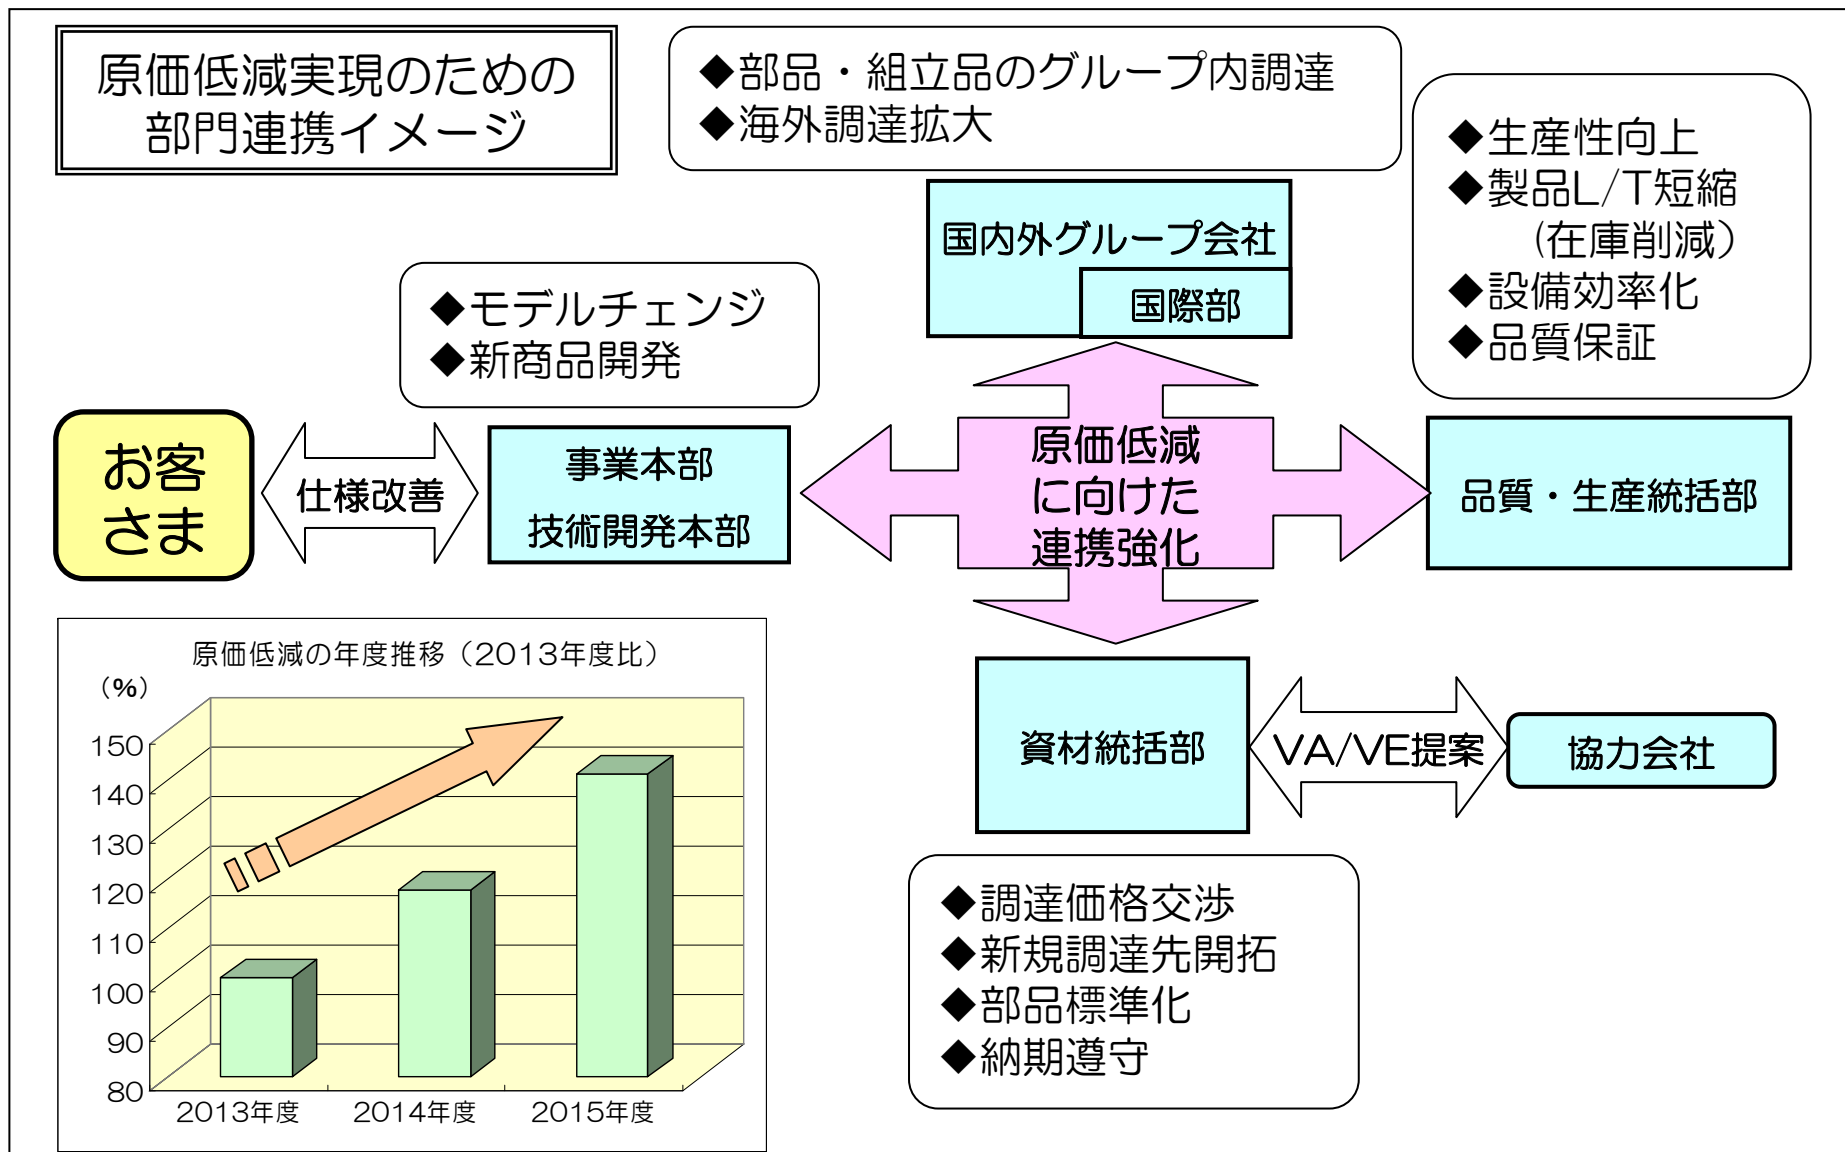 原価低減実現のための
部門連携イメージ
◆部品・組立品のグループ内調達
◆海外調達拡大
◆生産性向上
◆製品L/T短縮
(在庫削減)
◆設備効率化
◆品質保証
国内外グループ会社
国際部
◆モデルチェンジ
◆新商品開発
お客
さま
仕様改善
事業本部
技術開発本部
原価低減
に向けた
連携強化
品質・生産統括部
資材統括部
VA/VE提案
協力会社
◆調達価格交渉
◆新規調達先開拓
◆部品標準化
◆納期遵守
原価低減の年度推移（2013年度比）
（%）
150
140
130
120
110
100
90
80
2013年度
2014年度
2015年度